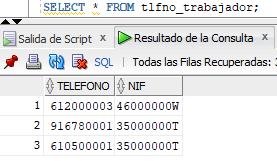 SELECT * FROM tlfno_trabajador;
Salida de Script × Resultado de la Consulta ×
SQL | Todas las Filas Recuperadas: 3
TELEFONO NIF
1 612000003 46000000W
2 916780001 35000000T
3 610500001 35000000T